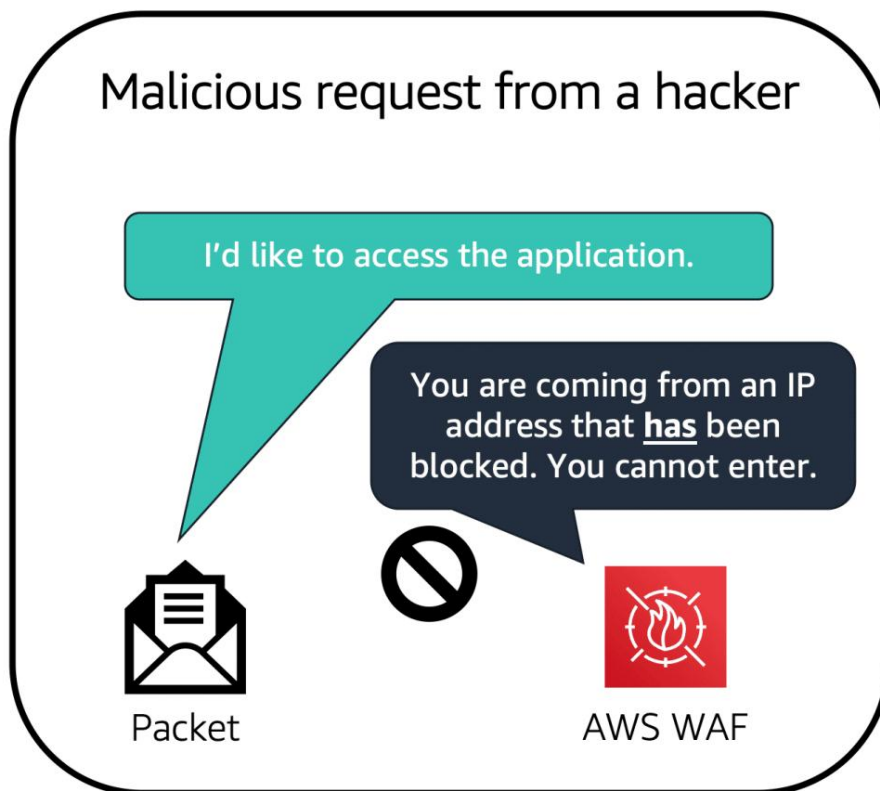 Malicious request from a hacker
I’d like to access the application.
You are coming from an IP
address that has been
blocked. You cannot enter.
Packet
AWS WAF